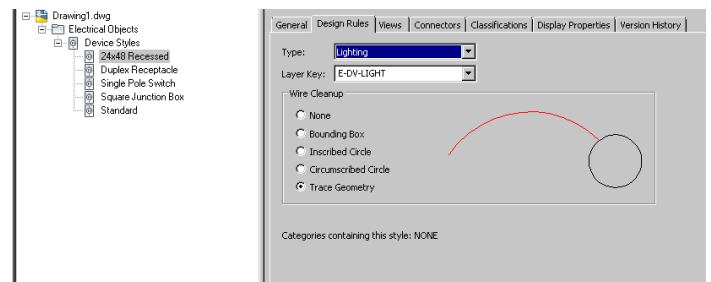 Drawing1.dwg
Electrical Objects
Device Styles
24x48 Recessed
Duplex Receptacle
Single Pole Switch
Square Junction Box
Standard
General Design Rules Views Connectors Classifications Display Properties Version History
Type: Lighting
Layer Key: E-DV-LIGHT
Wire Cleanup
None
Bounding Box
Inscribed Circle
Circumscribed Circle
Trace Geometry
Categories containing this style: NONE